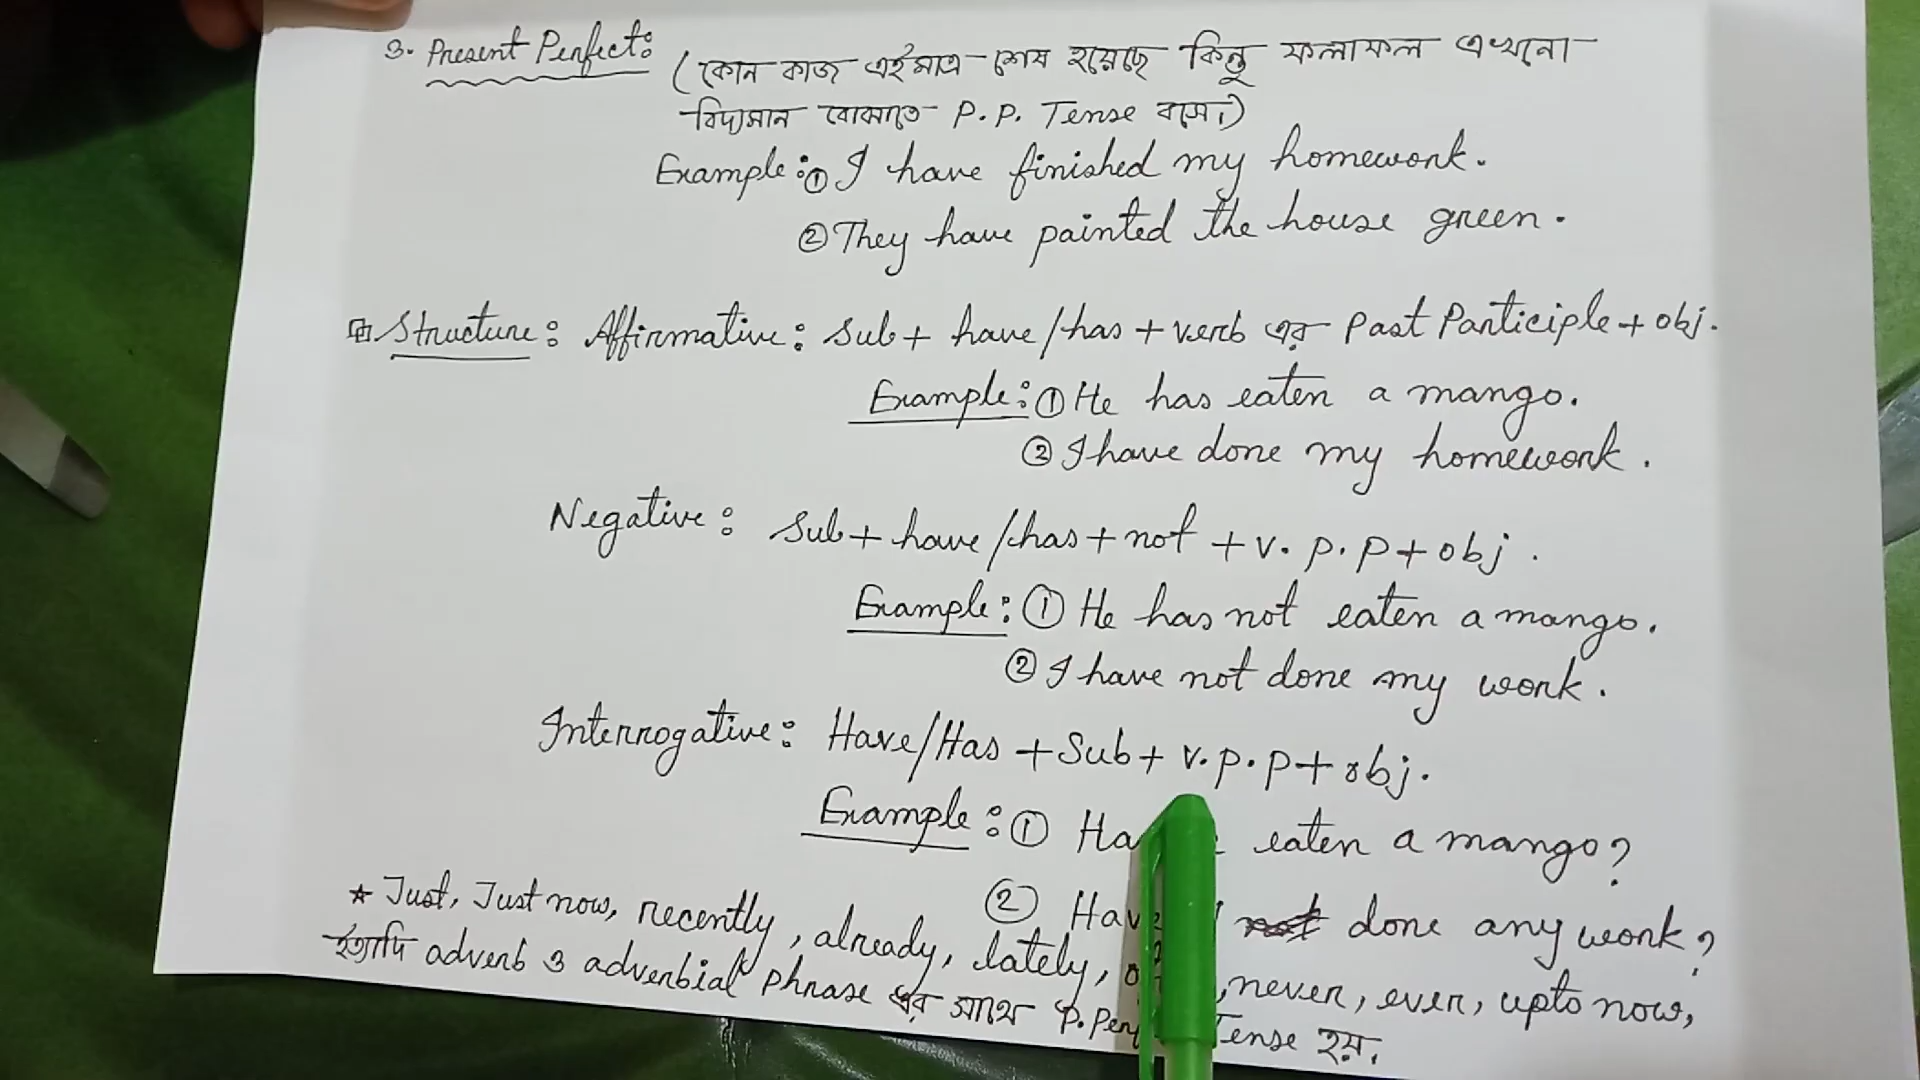 3. Present Perfect: (কোন কাজ এইমাত্র শেষ হয়েছে কিন্তু ফলাফল এখনো
বিদ্যমান বোঝাতে P.P. Tense বসে।)
Example: ① I have finished my homework.
② They have painted the house green.
Structure: Affirmative: Sub + have/has + verb এর Past Participle + obj.
Example: ① He has eaten a mango.
② I have done my homework.
Negative: Sub + have/has + not + v.p.p + obj.
Example: ① He has not eaten a mango.
② I have not done my work.
Interrogative: Have/Has + Sub + v.p.p + obj.
Example: ① eaten a mango?
② done any work?
* Just, Just now, recently, already, lately, never, ever, upto now,
ইত্যাদি adverb ও adverbial phrase এর সাথে Tense হয়.